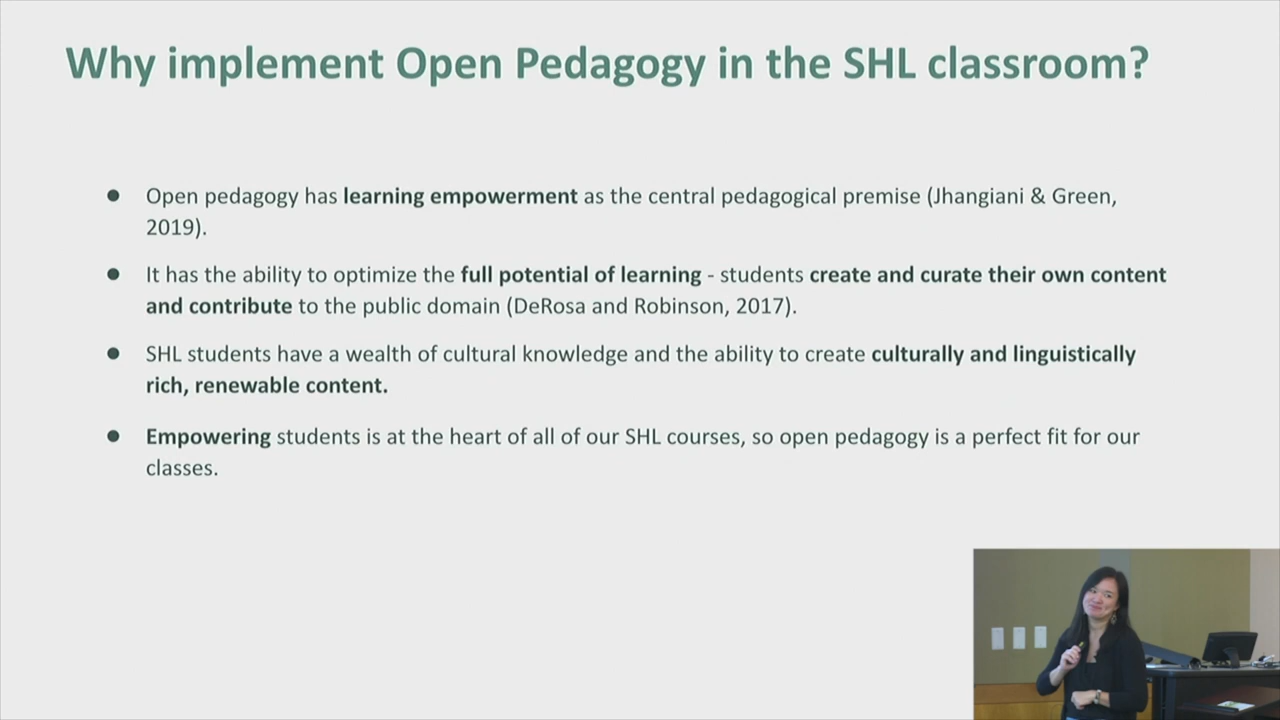 Why implement Open Pedagogy in the SHL classroom?
● Open pedagogy has learning empowerment as the central pedagogical premise (Jhangiani & Green,
2019).
● It has the ability to optimize the full potential of learning - students create and curate their own content
and contribute to the public domain (DeRosa and Robinson, 2017).
● SHL students have a wealth of cultural knowledge and the ability to create culturally and linguistically
rich, renewable content.
● Empowering students is at the heart of all of our SHL courses, so open pedagogy is a perfect fit for our
classes.